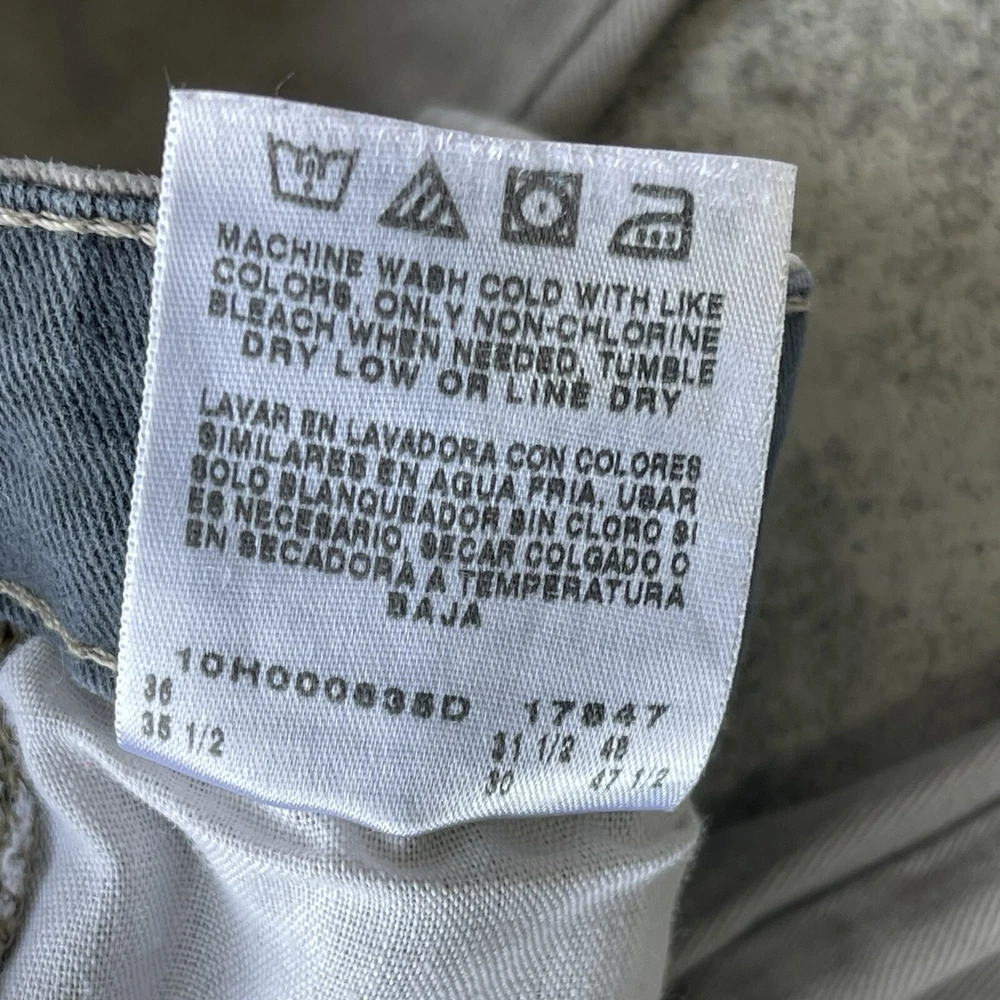 MACHINE WASH COLD WITH LIKE
COLORS, ONLY NON-CHLORINE
BLEACH WHEN NEEDED, TUMBLE
DRY LOW OR LINE DRY
LAVAR EN LAVADORA CON COLORES
SIMILARES EN AGUA FRIA, USAR
SOLO BLANQUEADOR SIN CLORO SI
ES NECESARIO, SECAR COLGADO O
EN SECADORA A TEMPERATURA
BAJA
17847
36 31 1/2 48
35 1/2 30 47 1/2